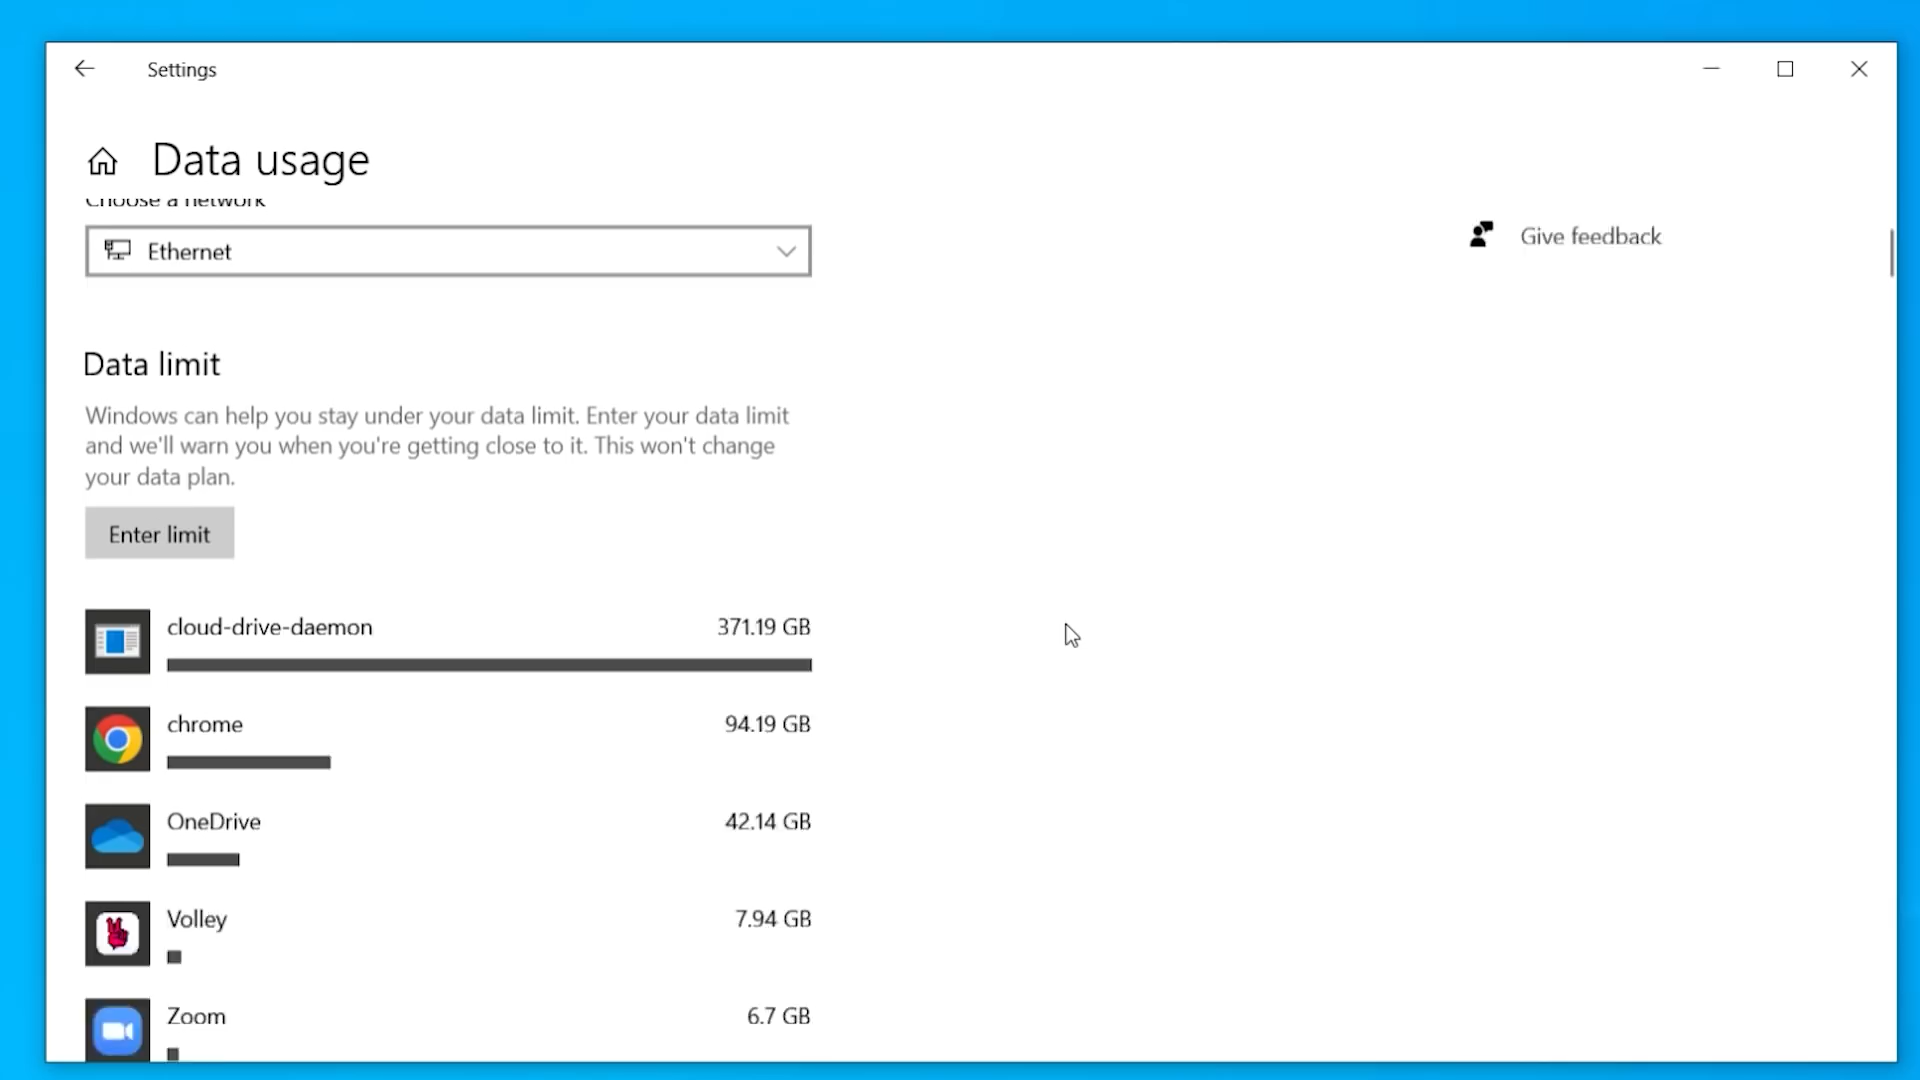 Settings
Data usage
Choose a network
Ethernet
Give feedback
Data limit
Windows can help you stay under your data limit. Enter your data limit
and we'll warn you when you're getting close to it. This won't change
your data plan.
Enter limit
cloud-drive-daemon 371.19 GB
chrome 94.19 GB
OneDrive 42.14 GB
Volley 7.94 GB
Zoom 6.7 GB